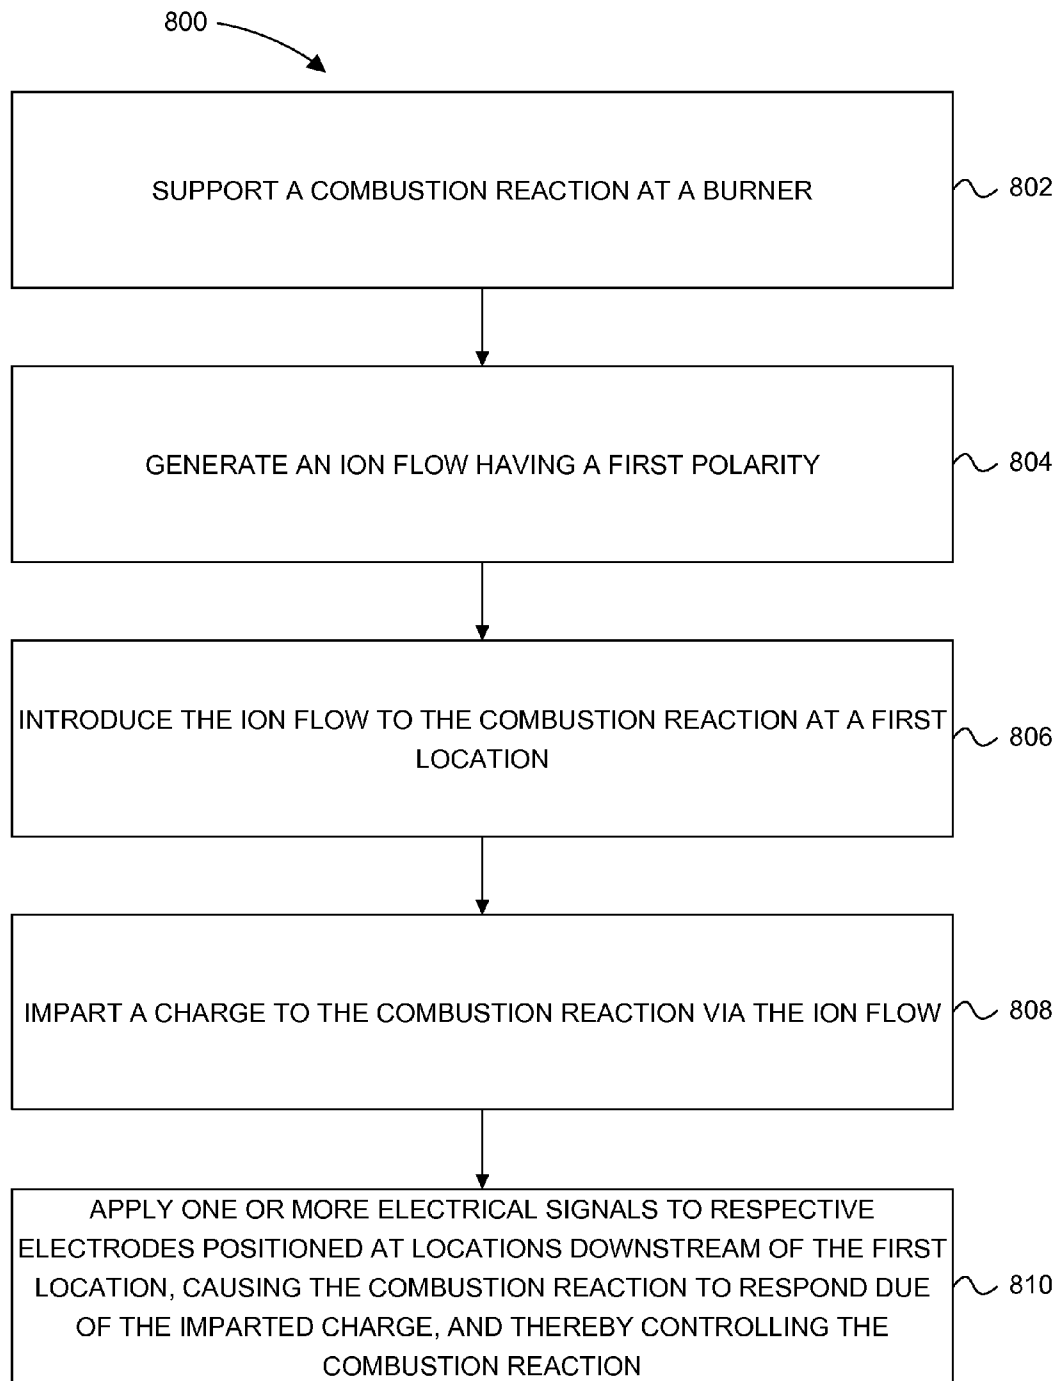 800
SUPPORT A COMBUSTION REACTION AT A BURNER
802
GENERATE AN ION FLOW HAVING A FIRST POLARITY
804
INTRODUCE THE ION FLOW TO THE COMBUSTION REACTION AT A FIRST
LOCATION
806
IMPART A CHARGE TO THE COMBUSTION REACTION VIA THE ION FLOW
808
APPLY ONE OR MORE ELECTRICAL SIGNALS TO RESPECTIVE
ELECTRODES POSITIONED AT LOCATIONS DOWNSTREAM OF THE FIRST
LOCATION, CAUSING THE COMBUSTION REACTION TO RESPOND DUE
OF THE IMPARTED CHARGE, AND THEREBY CONTROLLING THE
COMBUSTION REACTION
810